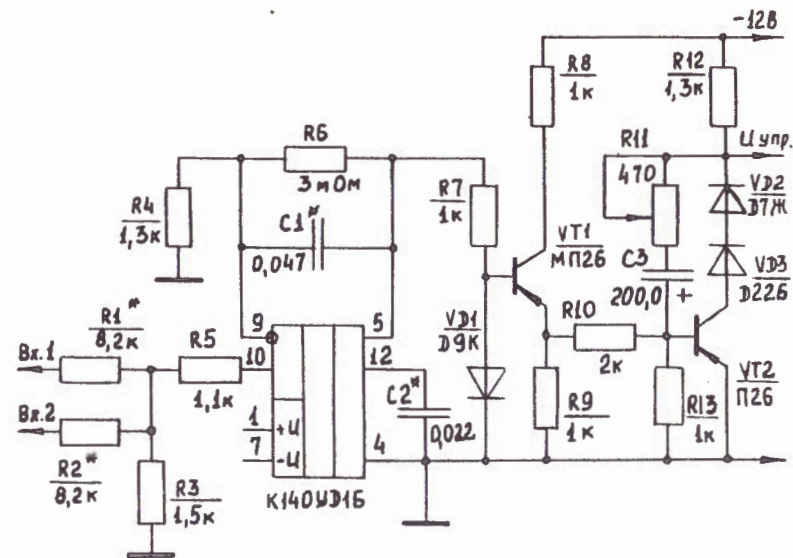 -12В
R8
1к
R12
1,3к
Uупр.
R11
470
R6
3 мОм
R4
1,3к
C1*
0,047
R7
1к
VT1
МП26
VD2
Д7Ж
VD3
Д226
C3
200,0 +
R10
2к
VT2
П26
R1*
8,2к
Вх.1
R5
1,1к
9
10
5
12
VD1
Д9К
C2*
0,022
R9
1к
R13
1к
Вх.2
R2*
8,2к
R3
1,5к
1
7
+U
-U
4
К140УД1Б